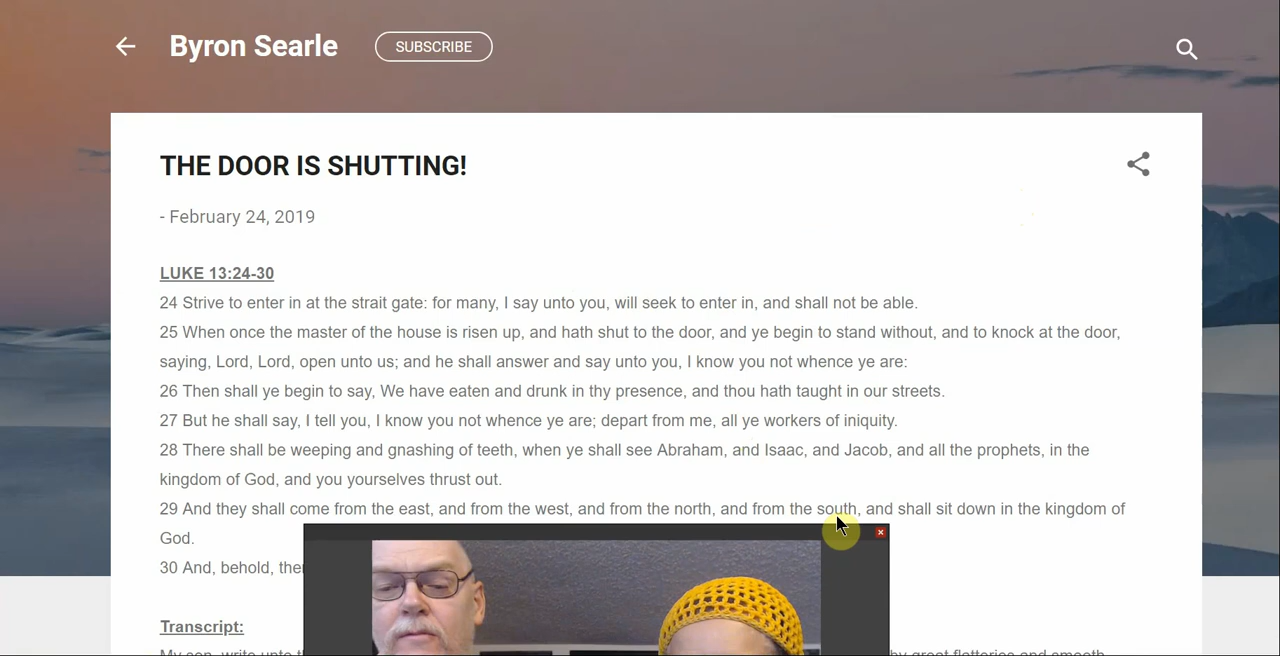 Byron Searle
SUBSCRIBE
THE DOOR IS SHUTTING!
- February 24, 2019
LUKE 13:24-30
24 Strive to enter in at the strait gate: for many, I say unto you, will seek to enter in, and shall not be able.
25 When once the master of the house is risen up, and hath shut to the door, and ye begin to stand without, and to knock at the door,
saying, Lord, Lord, open unto us; and he shall answer and say unto you, I know you not whence ye are:
26 Then shall ye begin to say, We have eaten and drunk in thy presence, and thou hath taught in our streets.
27 But he shall say, I tell you, I know you not whence ye are; depart from me, all ye workers of iniquity.
28 There shall be weeping and gnashing of teeth, when ye shall see Abraham, and Isaac, and Jacob, and all the prophets, in the
kingdom of God, and you yourselves thrust out.
29 And they shall come from the east, and from the west, and from the north, and from the south, and shall sit down in the kingdom of
God.
30 And, behold,
Transcript:
My son, write unto by great flatteries and smooth